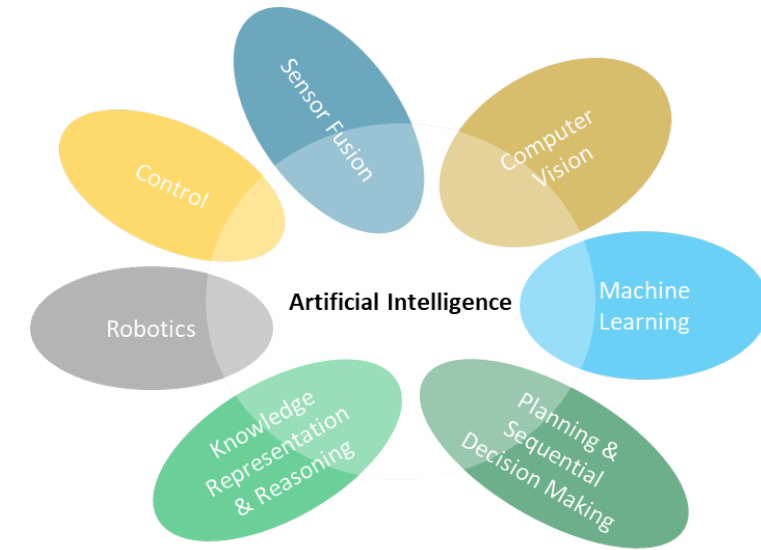 Sensor Fusion
Computer
Vision
Control
Artificial Intelligence
Machine
Learning
Robotics
Knowledge
Representation
& Reasoning
Planning &
Sequential
Decision Making